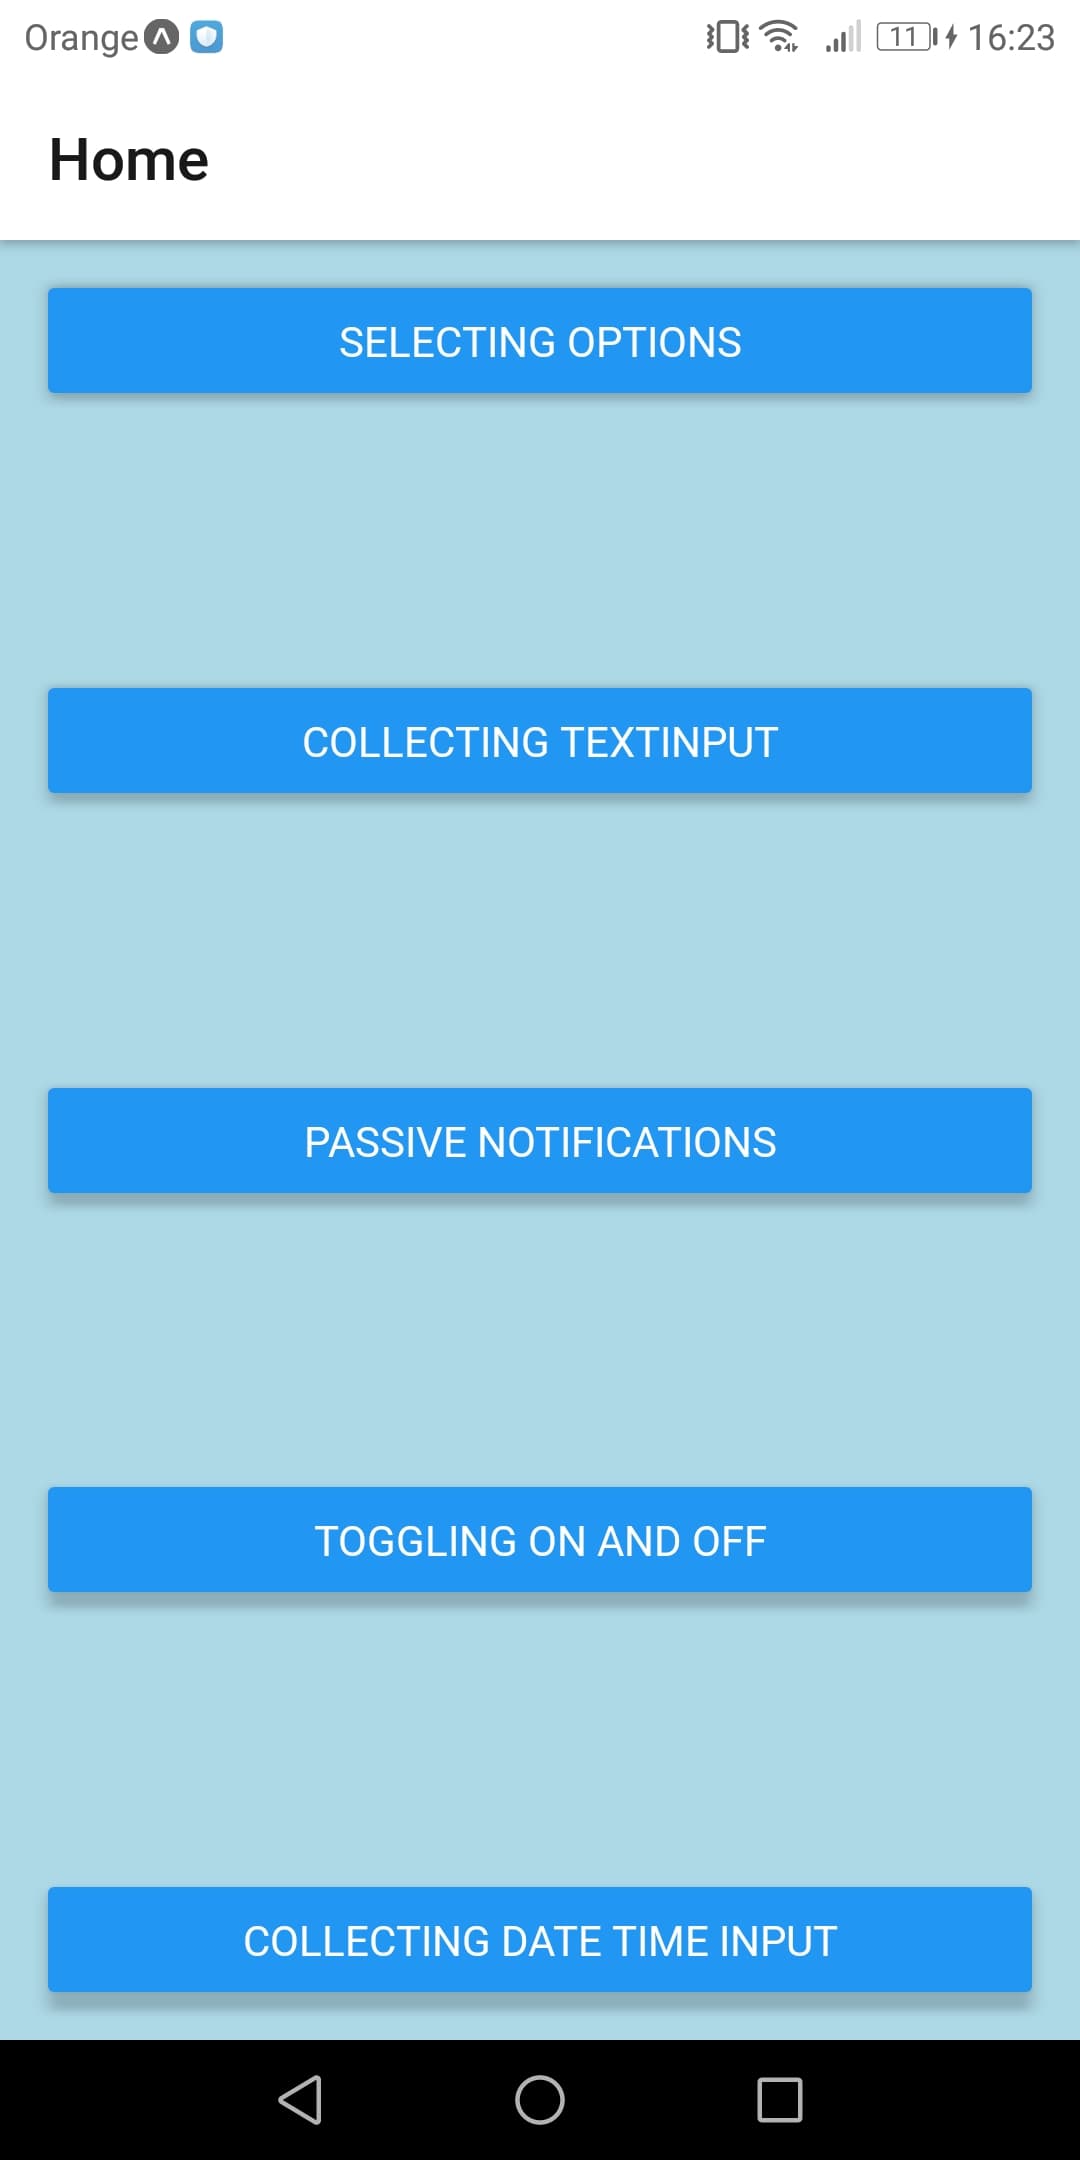 Orange 11 16:23
Home
SELECTING OPTIONS
COLLECTING TEXTINPUT
PASSIVE NOTIFICATIONS
TOGGLING ON AND OFF
COLLECTING DATE TIME INPUT